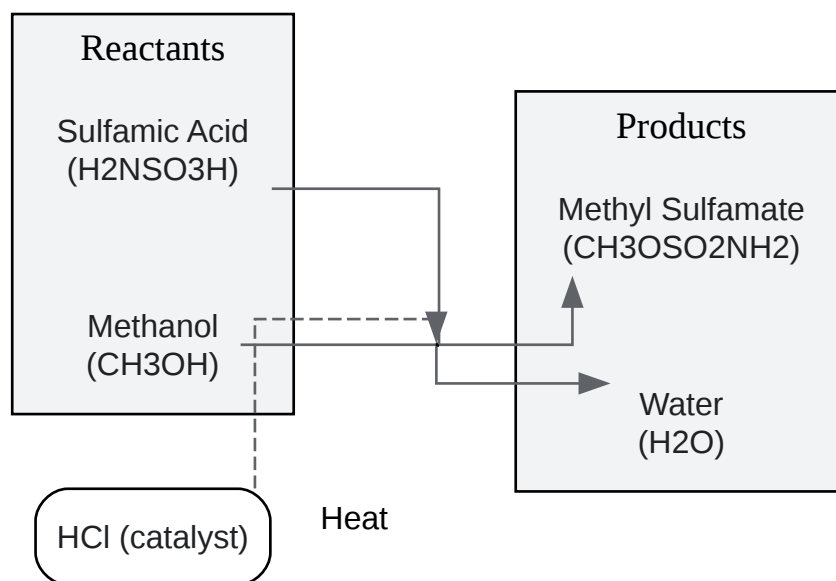 Reactants
Sulfamic Acid
(H2NSO3H)
Methanol
(CH3OH)
HCl (catalyst)
Heat
Products
Methyl Sulfamate
(CH3OSO2NH2)
Water
(H2O)